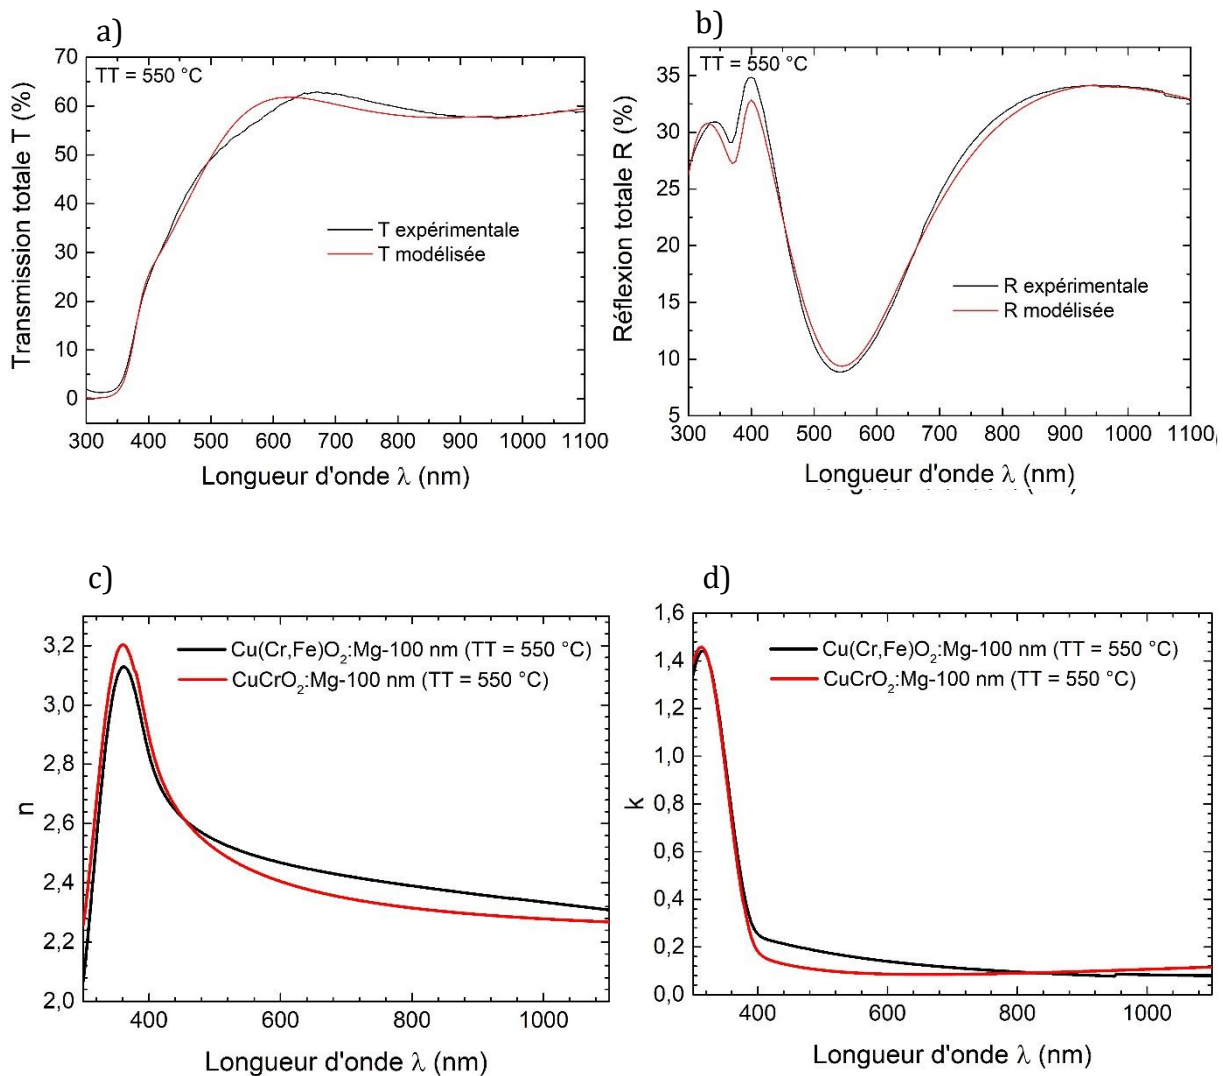 a)
TT = 550 °C
Transmission totale T (%)
70
60
50
40
30
20
10
0
T expérimentale
T modélisée
300 400 500 600 700 800 900 1000 1100
Longueur d'onde λ (nm)
b)
TT = 550 °C
Réflexion totale R (%)
35
30
25
20
15
10
5
R expérimentale
R modélisée
300 400 500 600 700 800 900 1000 1100
Longueur d'onde λ (nm)
c)
n
3,2
3,0
2,8
2,6
2,4
2,2
2,0
Cu(Cr,Fe)O₂:Mg-100 nm (TT = 550 °C)
CuCrO₂:Mg-100 nm (TT = 550 °C)
400 600 800 1000
Longueur d'onde λ (nm)
d)
k
1,6
1,4
1,2
1,0
0,8
0,6
0,4
0,2
0,0
Cu(Cr,Fe)O₂:Mg-100 nm (TT = 550 °C)
CuCrO₂:Mg-100 nm (TT = 550 °C)
400 600 800 1000
Longueur d'onde λ (nm)